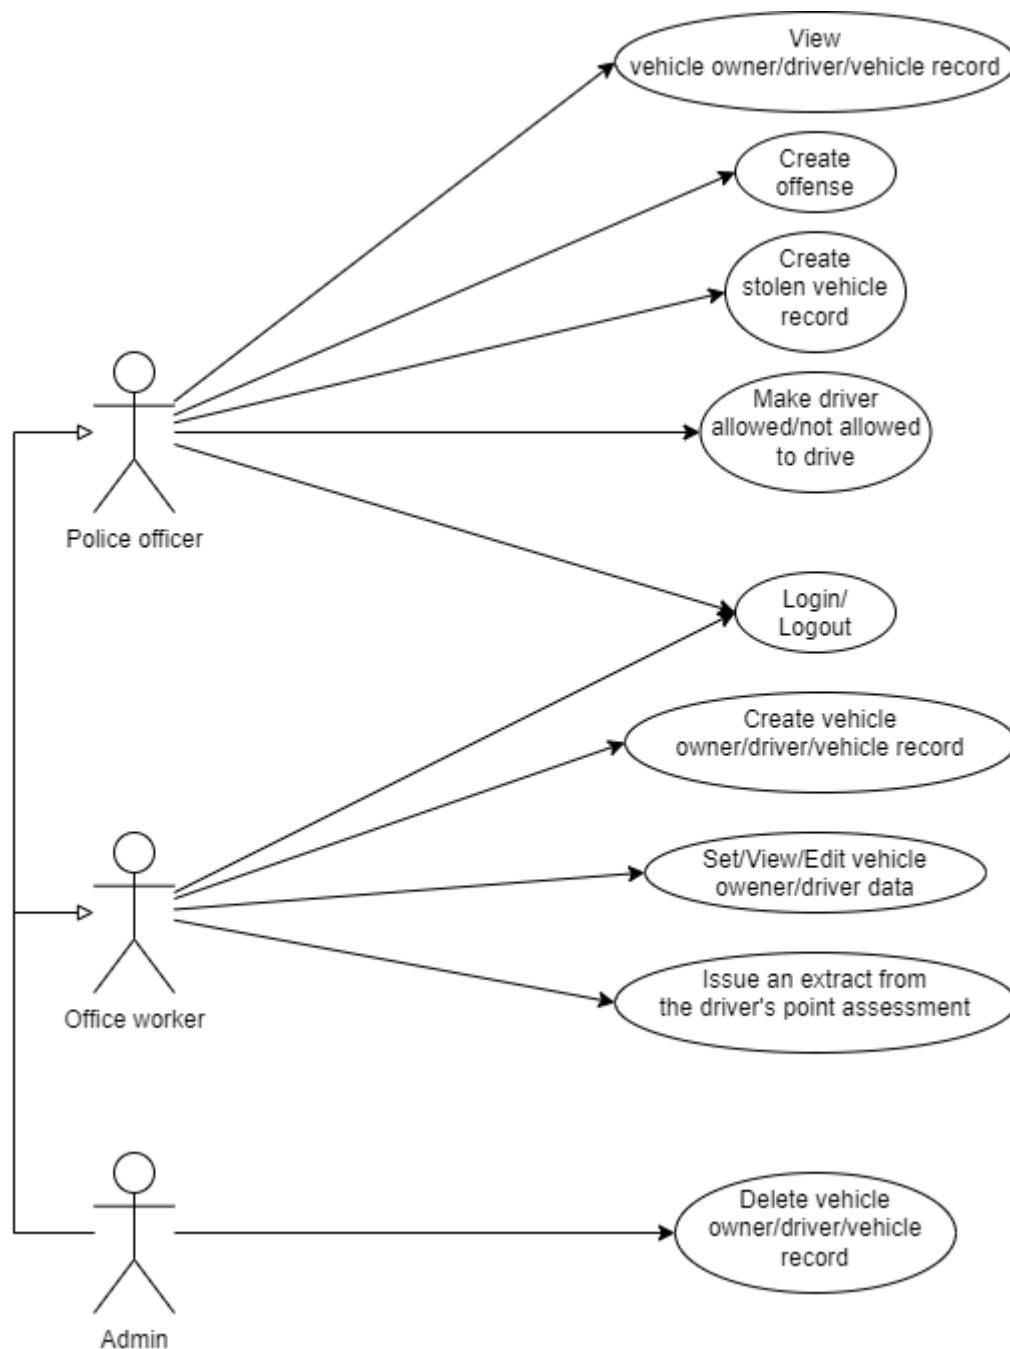 View
vehicle owner/driver/vehicle record
Create
offense
Create
stolen vehicle
record
Make driver
allowed/not allowed
to drive
Police officer
Login/
Logout
Create vehicle
owner/driver/vehicle record
Set/View/Edit vehicle
owener/driver data
Issue an extract from
the driver's point assessment
Office worker
Delete vehicle
owner/driver/vehicle
record
Admin